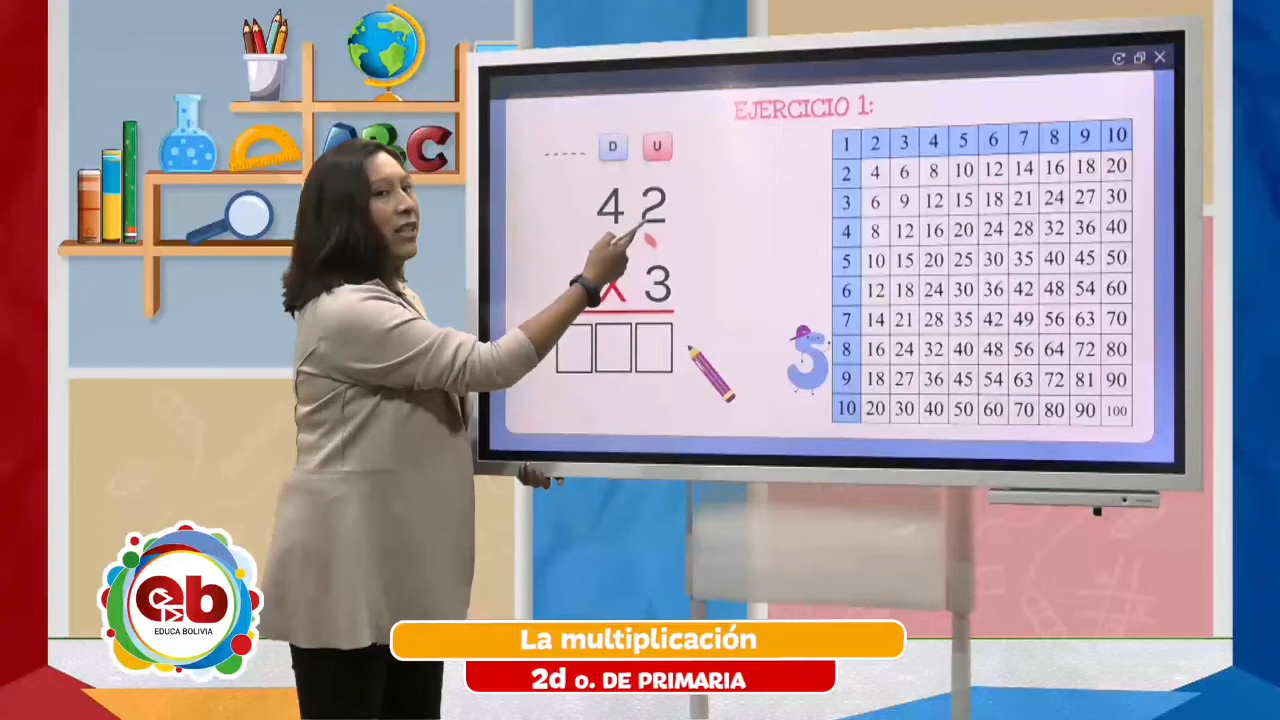 EJERCICIO 1:
D U
4 2
X 3
1 2 3 4 5 6 7 8 9 10
2 4 6 8 10 12 14 16 18 20
3 6 9 12 15 18 21 24 27 30
4 8 12 16 20 24 28 32 36 40
5 10 15 20 25 30 35 40 45 50
6 12 18 24 30 36 42 48 54 60
7 14 21 28 35 42 49 56 63 70
8 16 24 32 40 48 56 64 72 80
9 18 27 36 45 54 63 72 81 90
10 20 30 40 50 60 70 80 90 100
ABC
eb
EDUCA BOLIVIA
La multiplicación
2d o. DE PRIMARIA